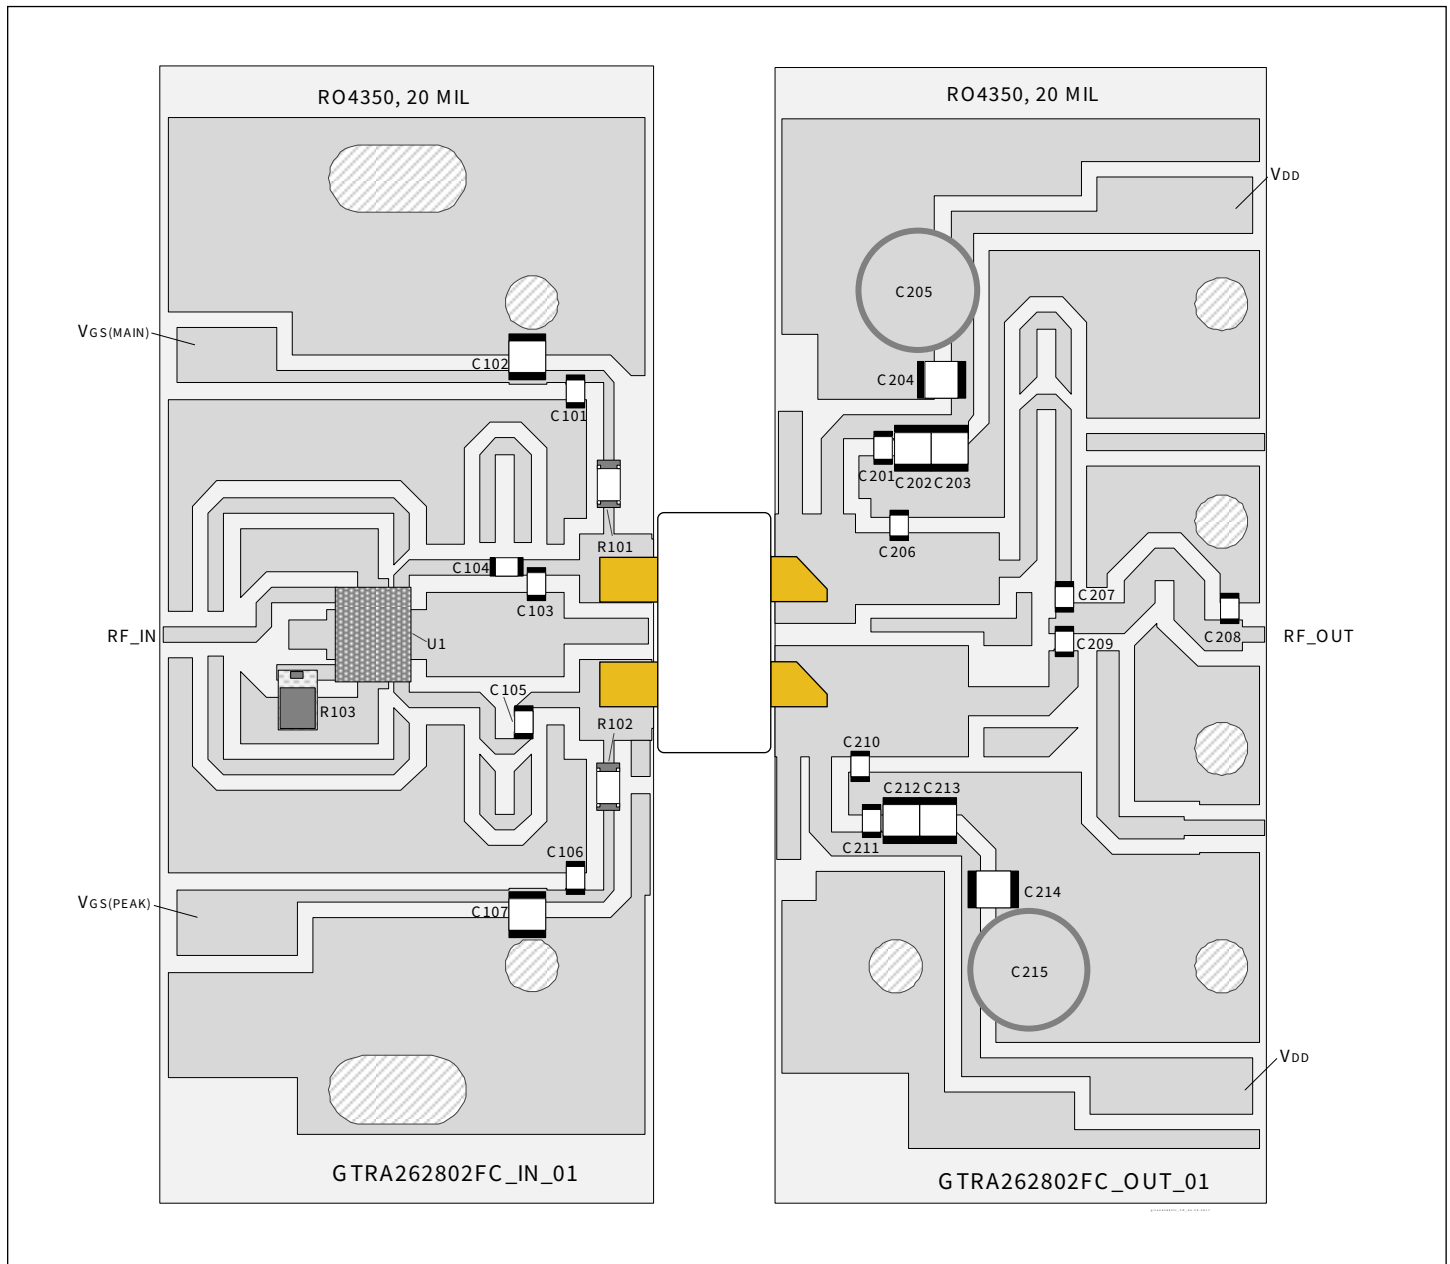 RO4350, 20 MIL
RO4350, 20 MIL
VDD
C205
VGS(MAIN)
C102
C204
C101
C201
C202
C203
R101
C206
C104
C103
C207
RF_IN
U1
C209
C208
RF_OUT
C105
R103
R102
C210
C212
C213
C211
C106
VGS(PEAK)
C107
C214
C215
VDD
GTRA262802FC_IN_01
GTRA262802FC_OUT_01